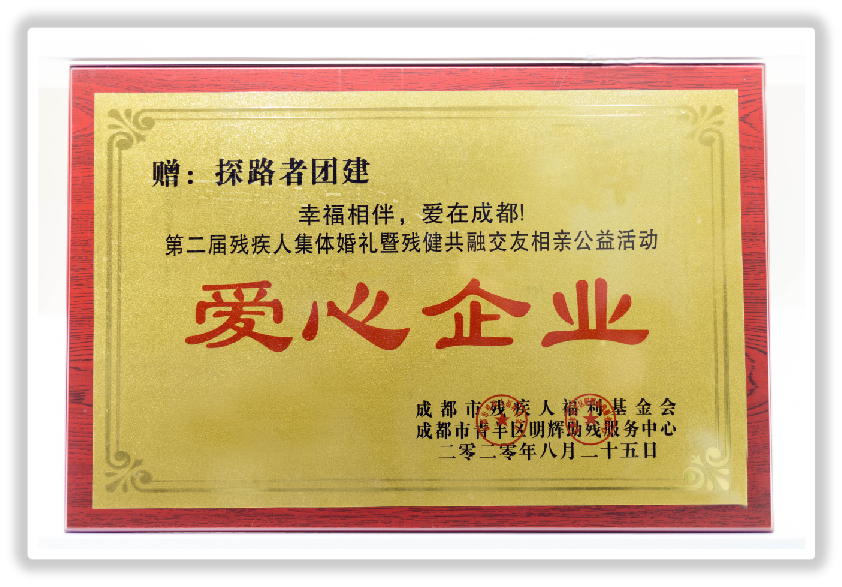 赠：探路者团建
幸福相伴，爱在成都!
第二届残疾人集体婚礼暨残健共融交友相亲公益活动
爱心企业
成都市残疾人福利基金会
成都市青羊区明辉助残服务中心
二零二零年八月二十五日